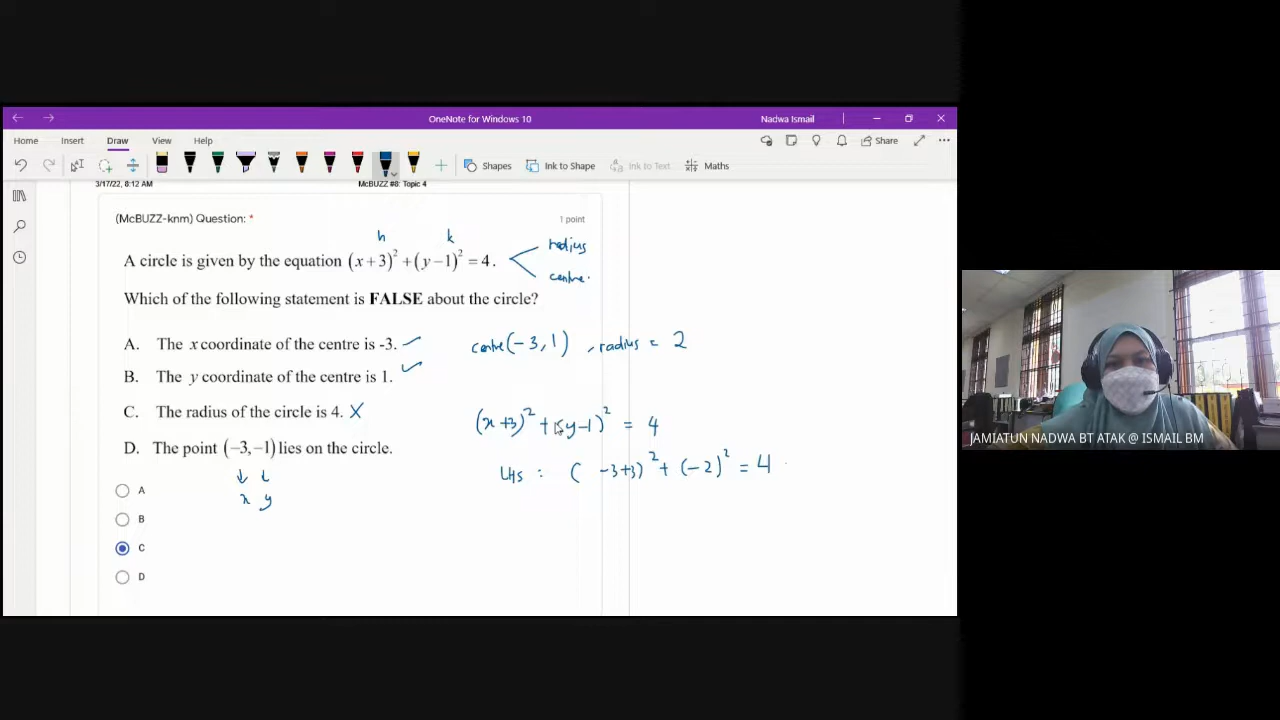 OneNote for Windows 10
Nadwa Ismail
Home Insert Draw View Help
Share
Shapes Ink to Shape Ink to Text Maths
3/17/22, 8:12 AM McBUZZ #8: Topic 4
(McBUZZ-knm) Question: * 1 point
h k
A circle is given by the equation (x+3)² + (y−1)² = 4.
radius
centre.
Which of the following statement is FALSE about the circle?
A. The x coordinate of the centre is -3. ✓
centre (−3, 1) , radius = 2
B. The y coordinate of the centre is 1. ✓
C. The radius of the circle is 4. X
(x+3)² + (y−1)² = 4
D. The point (−3,−1) lies on the circle.
LHS : ( −3+3)² + (−2)² = 4
↓ ↓
x y
A
B
C
D
JAMIATUN NADWA BT ATAK @ ISMAIL BM